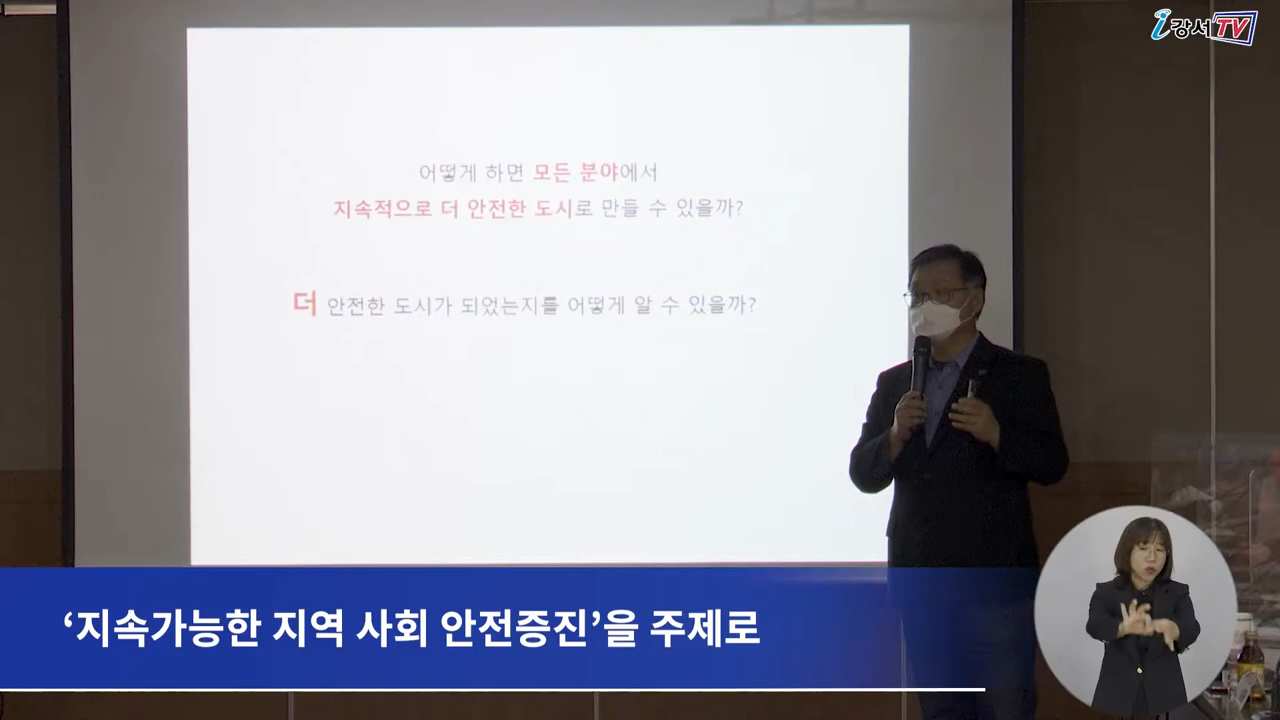 i강서TV
어떻게 하면 모든 분야에서
지속적으로 더 안전한 도시로 만들 수 있을까?
더 안전한 도시가 되었는지를 어떻게 알 수 있을까?
‘지속가능한 지역 사회 안전증진’을 주제로